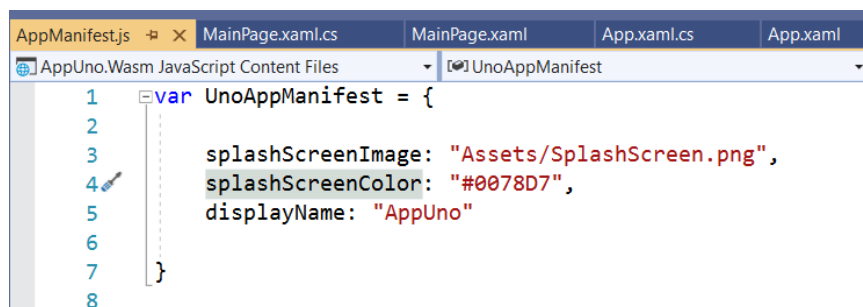 AppManifest.js MainPage.xaml.cs MainPage.xaml App.xaml.cs App.xaml
AppUno.Wasm JavaScript Content Files UnoAppManifest
1 var UnoAppManifest = {
2
3 splashScreenImage: "Assets/SplashScreen.png",
4 splashScreenColor: "#0078D7",
5 displayName: "AppUno"
6
7 }
8